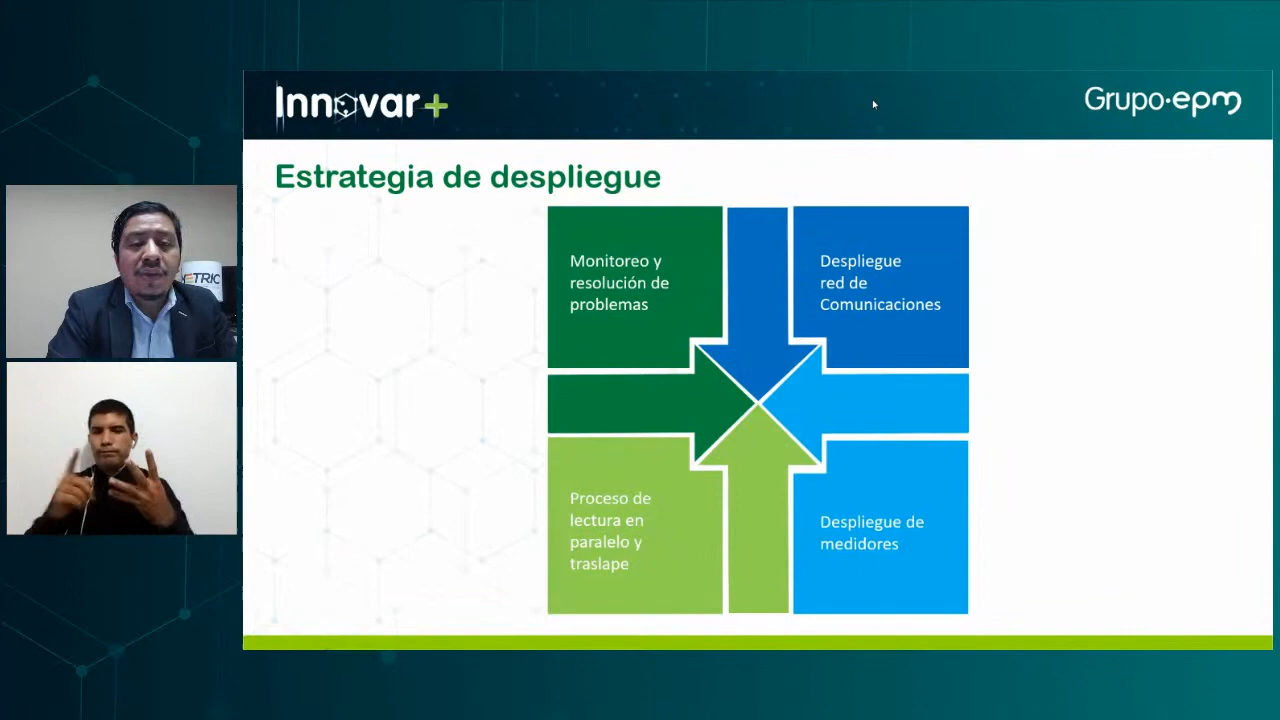 Innovar+
Grupo·epm
Estrategia de despliegue
Monitoreo y
resolución de
problemas
Despliegue
red de
Comunicaciones
Proceso de
lectura en
paralelo y
traslape
Despliegue de
medidores
METRIC